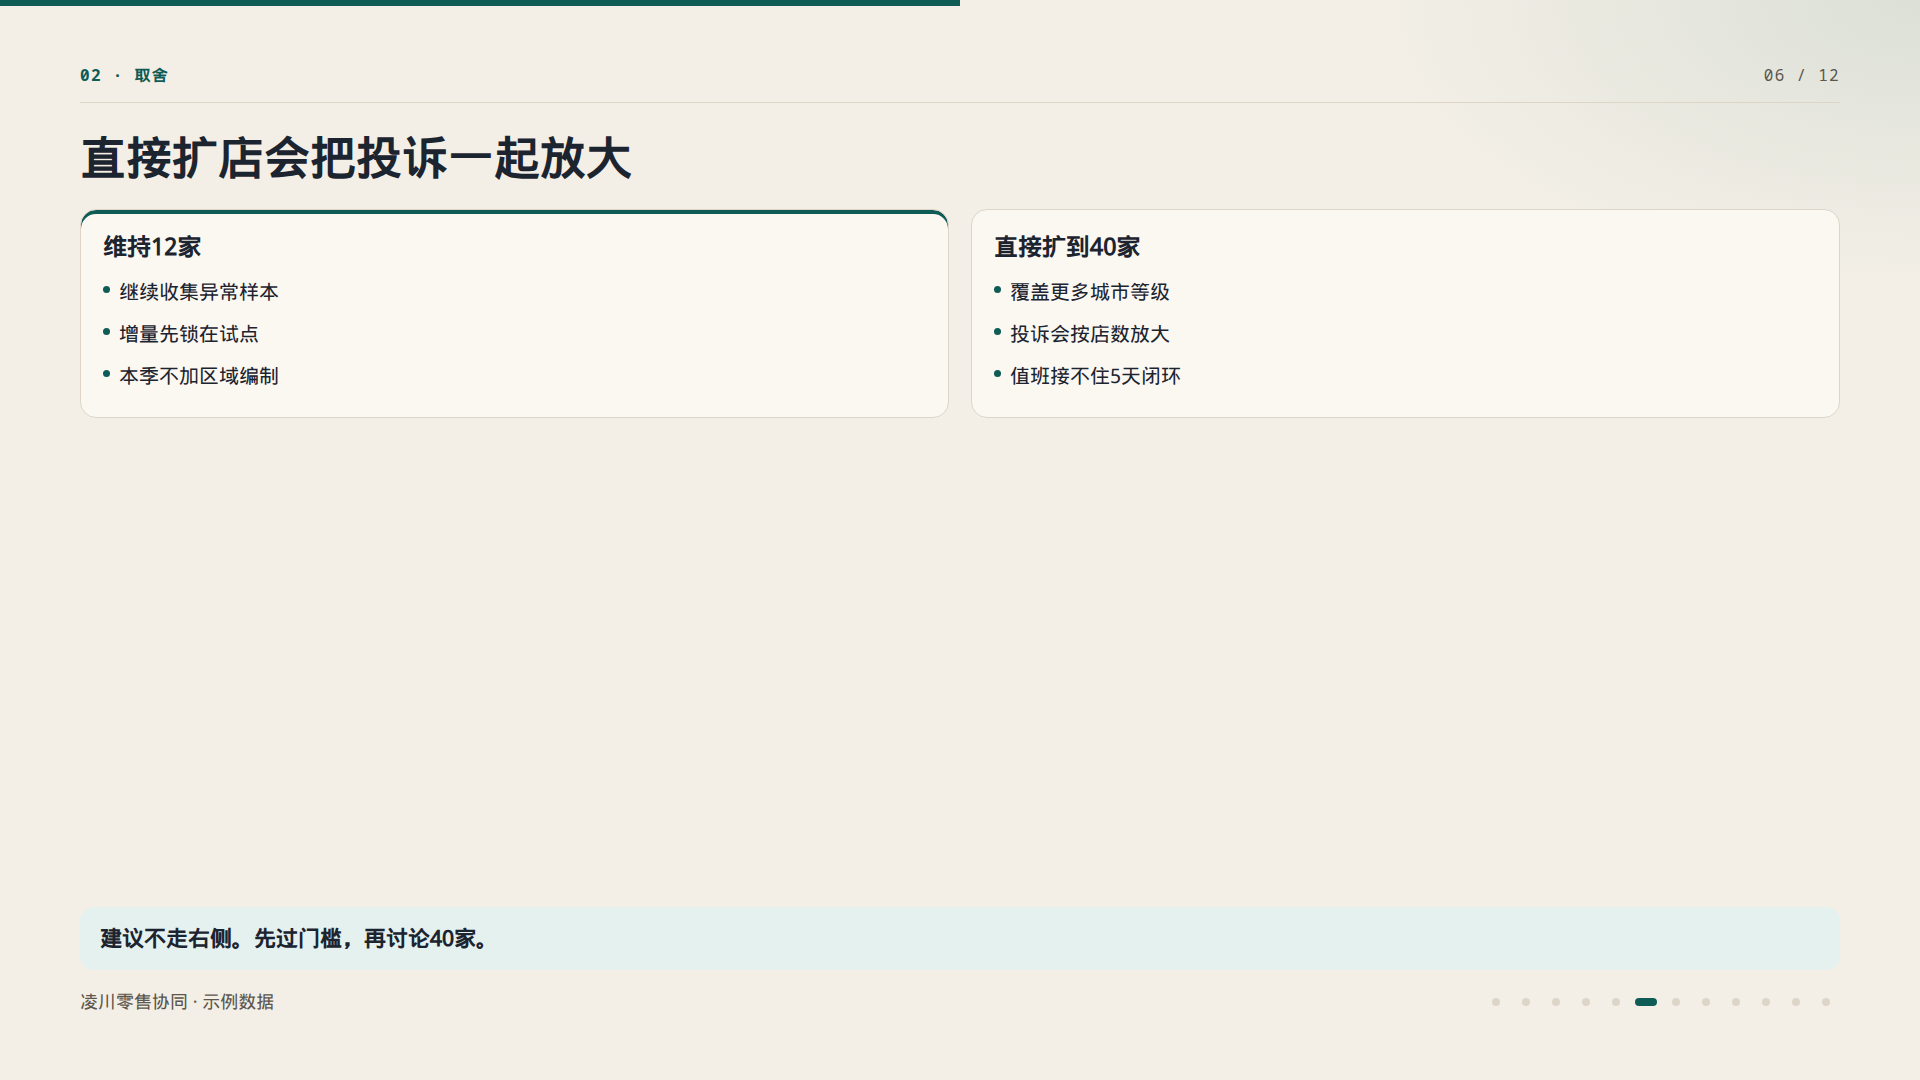 02 · 取舍
06 / 12
直接扩店会把投诉一起放大
维持12家
继续收集异常样本
增量先锁在试点
本季不加区域编制
直接扩到40家
覆盖更多城市等级
投诉会按店数放大
值班接不住5天闭环
建议不走右侧。先过门槛，再讨论40家。
凌川零售协同 · 示例数据